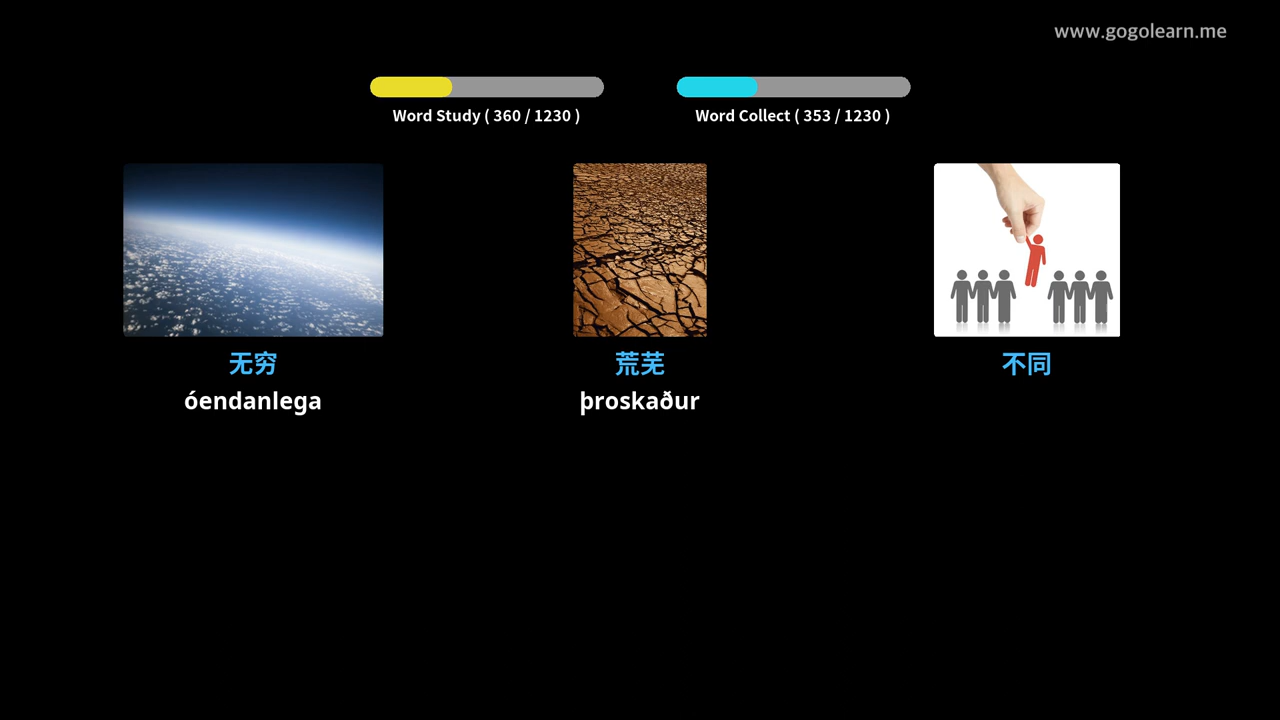 www.gogolearn.me
Word Study ( 360 / 1230 )
Word Collect ( 353 / 1230 )
无穷
荒芜
不同
óendanlega
þroskaður